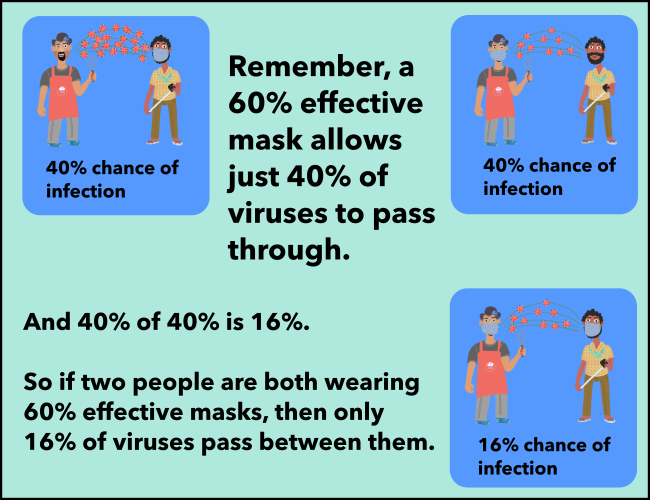 40% chance of
infection
Remember, a
60% effective
mask allows
just 40% of
viruses to pass
through.
40% chance of
infection
And 40% of 40% is 16%.
So if two people are both wearing
60% effective masks, then only
16% of viruses pass between them.
16% chance of
infection